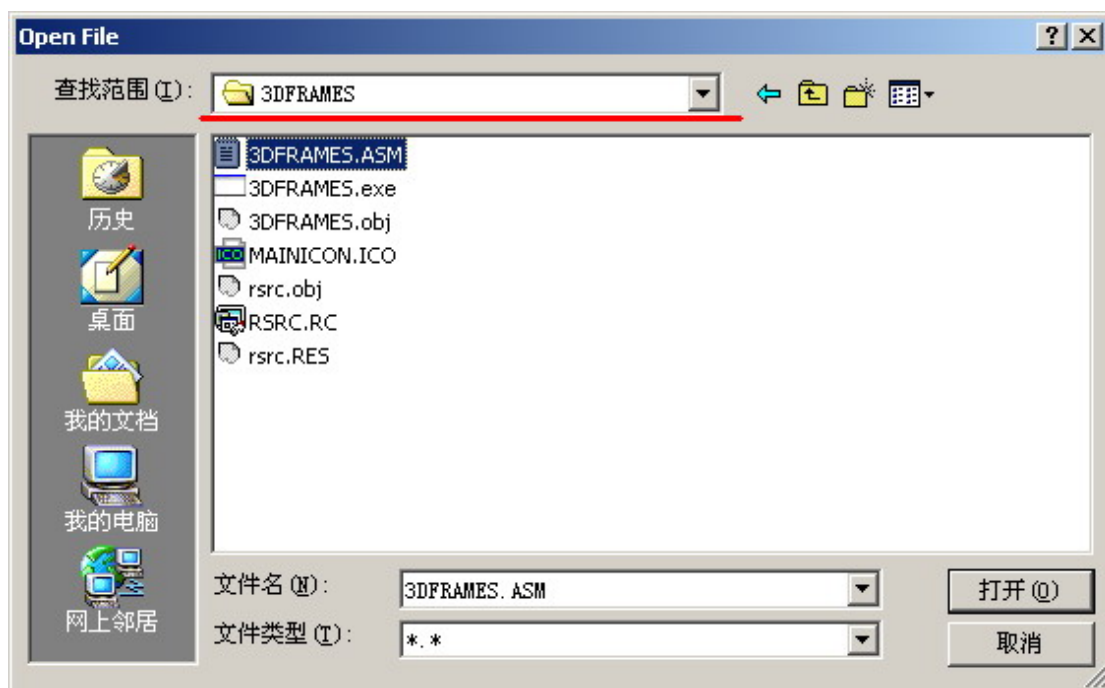 Open File
查找范围(I):
3DFRAMES
历史
桌面
我的文档
我的电脑
网上邻居
3DFRAMES.ASM
3DFRAMES.exe
3DFRAMES.obj
MAINICON.ICO
rsrc.obj
RSRC.RC
rsrc.RES
文件名(N):
3DFRAMES.ASM
打开(O)
文件类型(T):
*.*
取消